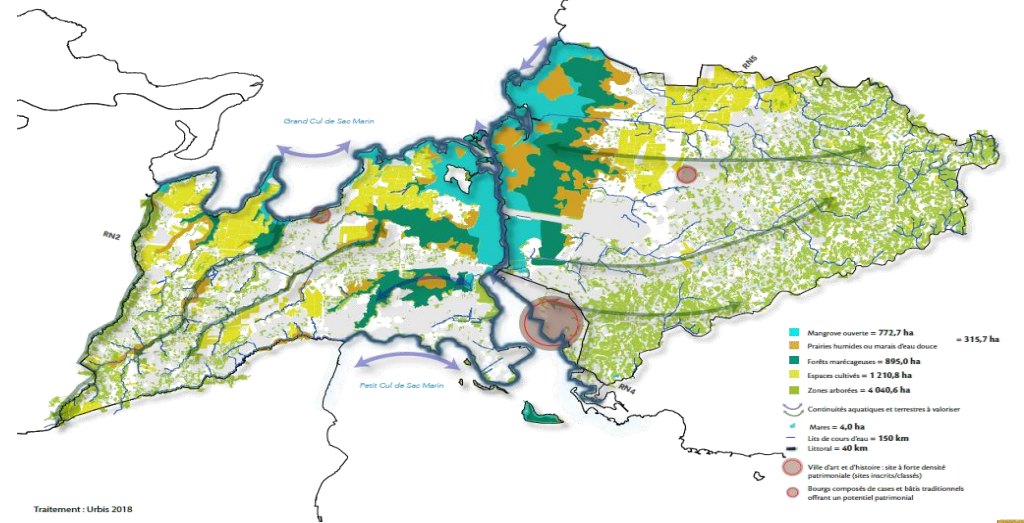 RN5
Grand Cul de Sac Marin
RN2
Petit Cul de Sac Marin
RN4
Mangrove ouverte = 772,7 ha
Prairies humides ou marais d'eau douce = 315,7 ha
Forêts marécageuses = 895,0 ha
Espaces cultivés = 1 210,8 ha
Zones arborées = 4 040,6 ha
Continuités aquatiques et terrestres à valoriser
Mares = 4,0 ha
Lits de cours d'eau = 150 km
Littoral = 40 km
Ville d'art et d'histoire : site à forte densité
patrimoniale (sites inscrits/classés)
Bourgs composés de cases et bâtis traditionnels
offrant un potentiel patrimonial
Traitement : Urbis 2018